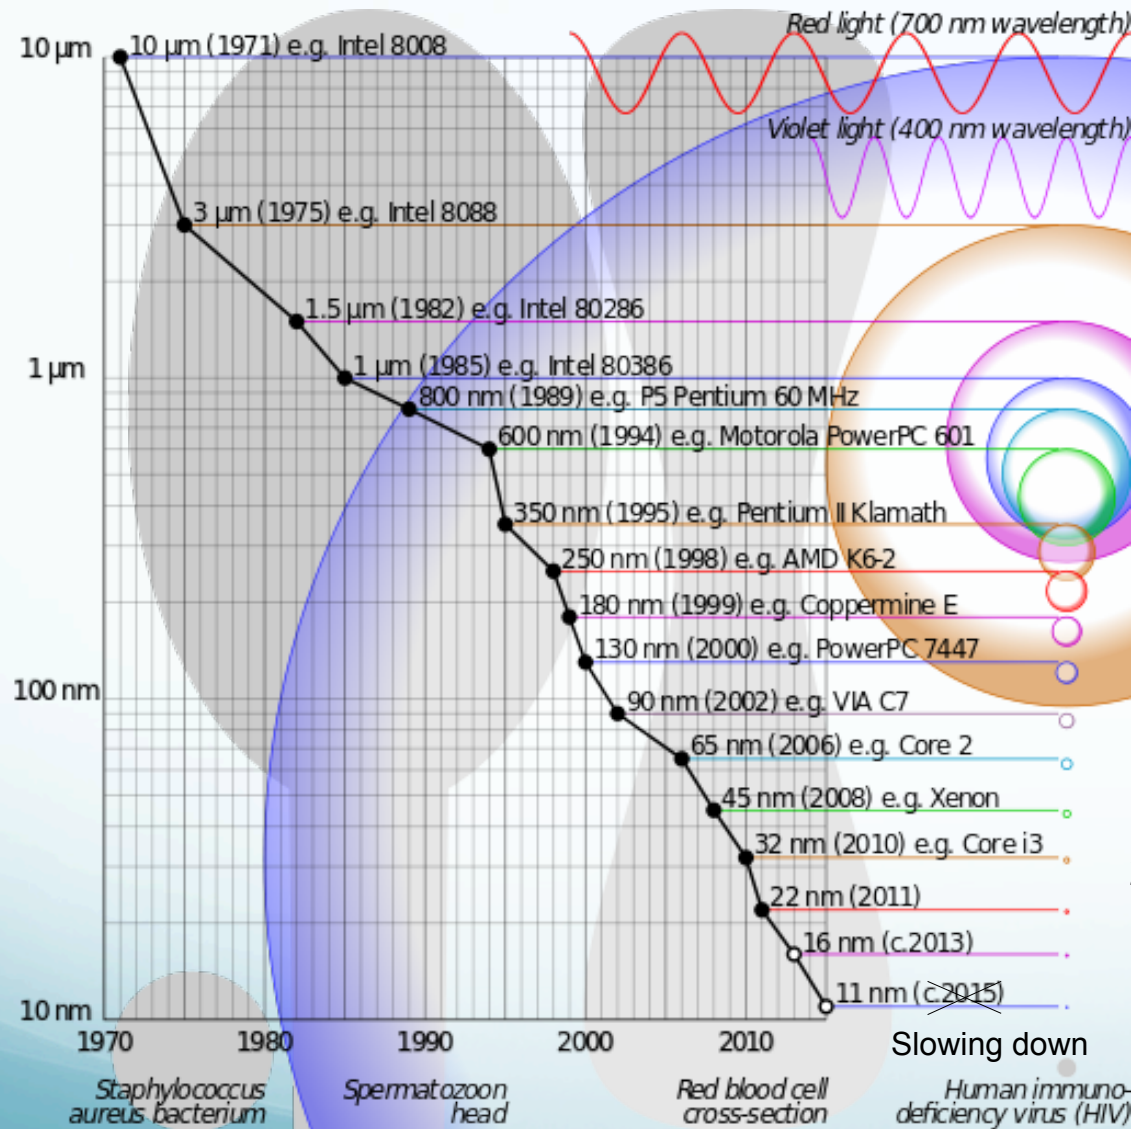 Red light (700 nm wavelength)
10 µm
10 µm (1971) e.g. Intel 8008
Violet light (400 nm wavelength)
3 µm (1975) e.g. Intel 8088
1.5 µm (1982) e.g. Intel 80286
1 µm
1 µm (1985) e.g. Intel 80386
800 nm (1989) e.g. P5 Pentium 60 MHz
600 nm (1994) e.g. Motorola PowerPC 601
350 nm (1995) e.g. Pentium II Klamath
250 nm (1998) e.g. AMD K6-2
180 nm (1999) e.g. Coppermine E
130 nm (2000) e.g. PowerPC 7447
100 nm
90 nm (2002) e.g. VIA C7
65 nm (2006) e.g. Core 2
45 nm (2008) e.g. Xenon
32 nm (2010) e.g. Core i3
22 nm (2011)
16 nm (c.2013)
11 nm (c.2015)
10 nm
1970 1980 1990 2000 2010
Slowing down
Staphylococcus
aureus bacterium
Spermatozoon
head
Red blood cell
cross-section
Human immuno-
deficiency virus (HIV)